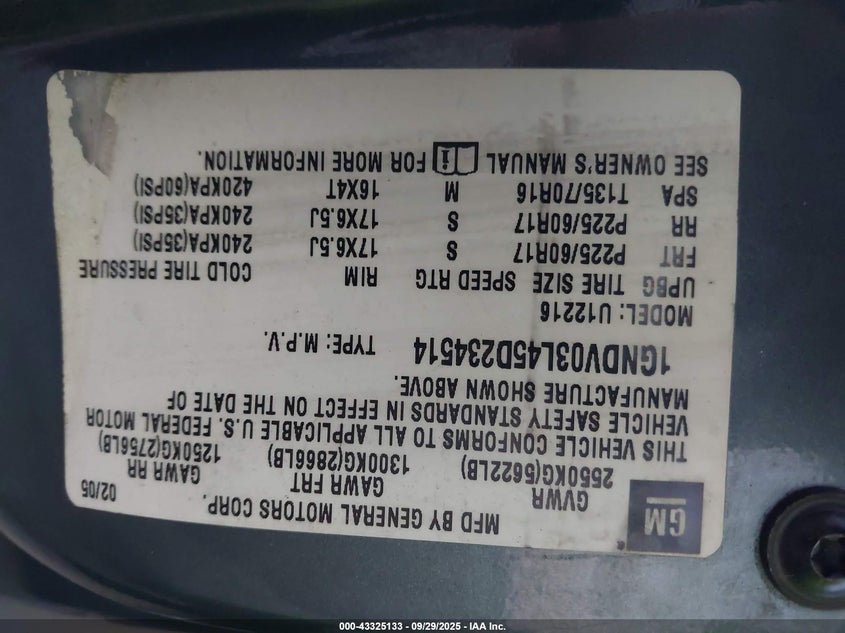 GM
MFD BY GENERAL MOTORS CORP.
02/05
GVWR GAWR FRT GAWR RR
2550KG(5622LB) 1300KG(2866LB) 1250KG(2756LB)
THIS VEHICLE CONFORMS TO ALL APPLICABLE U.S. FEDERAL MOTOR
VEHICLE SAFETY STANDARDS IN EFFECT ON THE DATE OF
MANUFACTURE SHOWN ABOVE.
1GNDV03L45D234514 TYPE: M.P.V.
MODEL: U12216
UPBG TIRE SIZE SPEED RTG RIM COLD TIRE PRESSURE
FRT P225/60R17 S 17X6.5J 240KPA(35PSI)
RR P225/60R17 S 17X6.5J 240KPA(35PSI)
SPA T135/70R16 M 16X4T 420KPA(60PSI)
SEE OWNER'S MANUAL i FOR MORE INFORMATION.
000-43325133 - 09/29/2025 - IAA Inc.